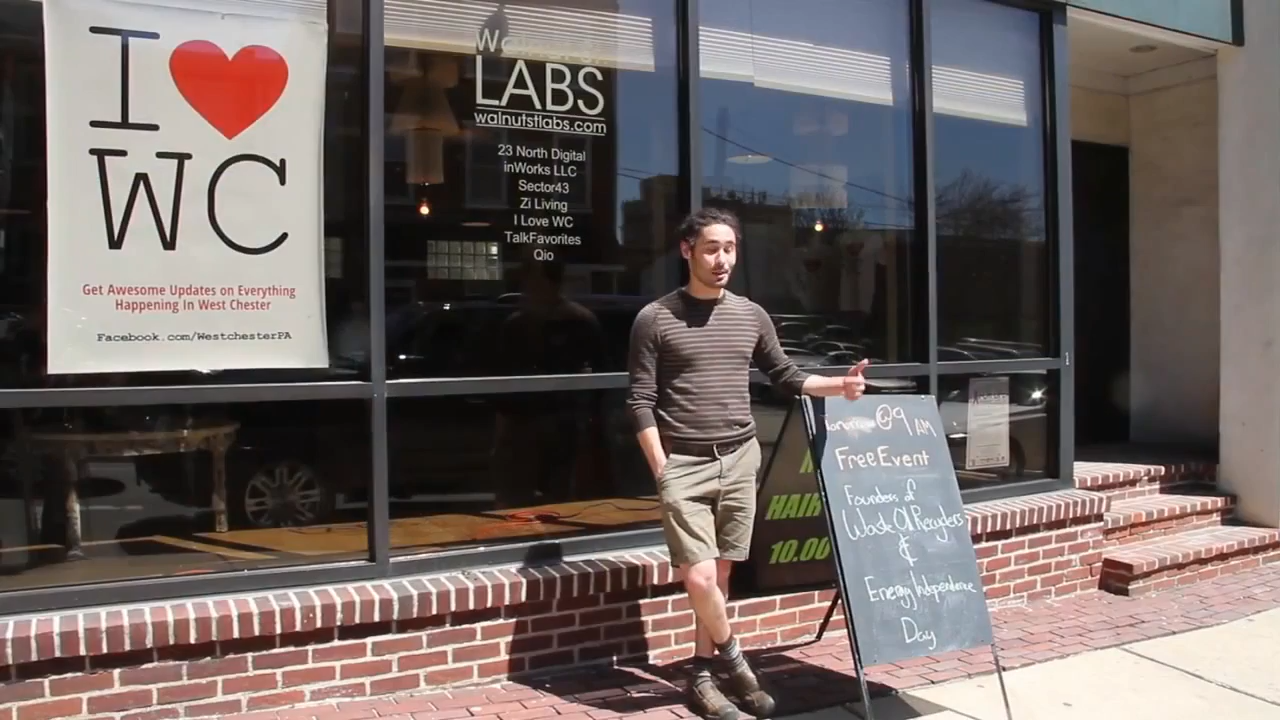 I ♥
WC
Get Awesome Updates on Everything
Happening In West Chester
Facebook.com/WestchesterPA
Walnut St.
LABS
walnutstlabs.com
23 North Digital
inWorks LLC
Sector43
Zi Living
I Love WC
TalkFavorites
Qio
HAIR
10.00
@9 AM
Free Event
Founders of
Waste Oil Recyclers
&
Energy Independence
Day